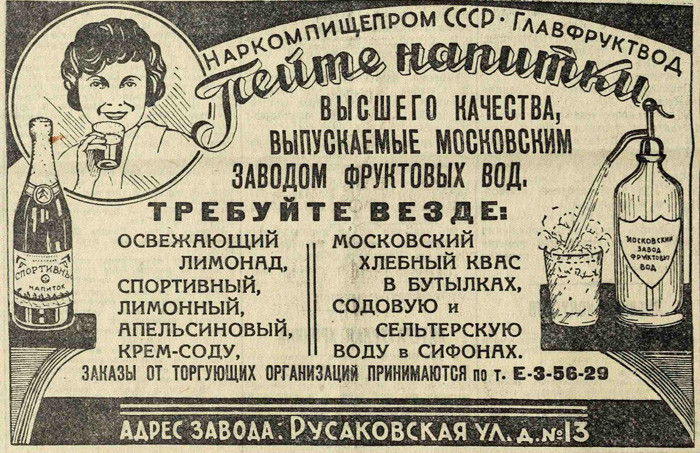 НАРКОМПИЩЕПРОМ СССР · ГЛАВФРУКТВОД
Пейте напитки
ВЫСШЕГО КАЧЕСТВА,
ВЫПУСКАЕМЫЕ МОСКОВСКИМ
ЗАВОДОМ ФРУКТОВЫХ ВОД.
ТРЕБУЙТЕ ВЕЗДЕ:
ОСВЕЖАЮЩИЙ
ЛИМОНАД,
СПОРТИВНЫЙ,
ЛИМОННЫЙ,
АПЕЛЬСИНОВЫЙ,
КРЕМ-СОДУ,
МОСКОВСКИЙ
ХЛЕБНЫЙ КВАС
В БУТЫЛКАХ,
СОДОВУЮ и
СЕЛЬТЕРСКУЮ
ВОДУ в СИФОНАХ.
СПОРТИВНЫЙ
НАПИТОК
МОСКОВСКИЙ
ЗАВОД
ФРУКТОВЫХ
ВОД
ЗАКАЗЫ ОТ ТОРГУЮЩИХ ОРГАНИЗАЦИЙ ПРИНИМАЮТСЯ по т. Е-3-56-29
АДРЕС ЗАВОДА: РУСАКОВСКАЯ УЛ. Д. №13